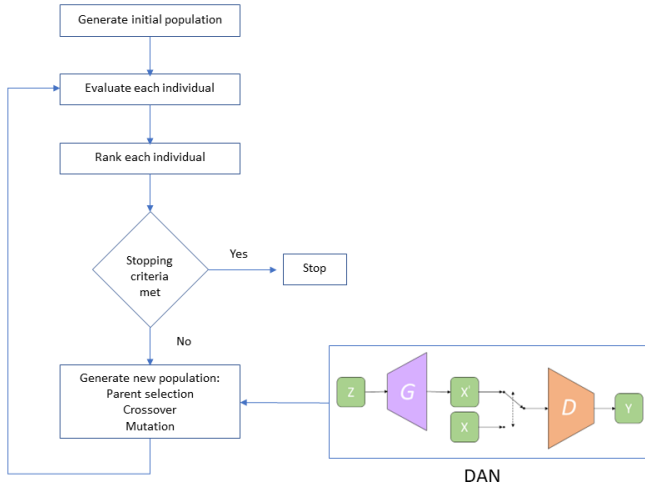 Generate initial population
Evaluate each individual
Rank each individual
Stopping
criteria
met
Yes
Stop
No
Generate new population:
Parent selection
Crossover
Mutation
Z
G
X'
X
D
Y
DAN